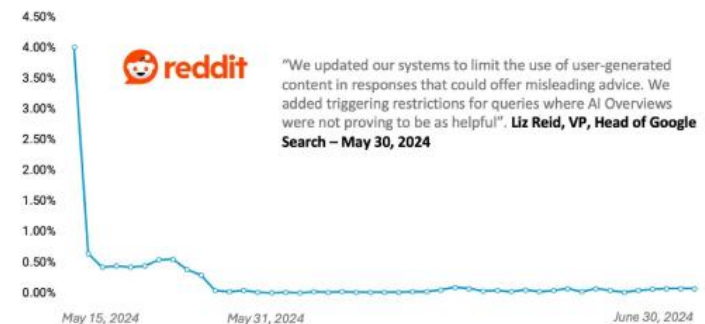 4.50%
4.00%
3.50%
3.00%
2.50%
2.00%
1.50%
1.00%
0.50%
0.00%
reddit
“We updated our systems to limit the use of user-generated
content in responses that could offer misleading advice. We
added triggering restrictions for queries where AI Overviews
were not proving to be as helpful”. Liz Reid, VP, Head of Google
Search – May 30, 2024
May 15, 2024
May 31, 2024
June 30, 2024